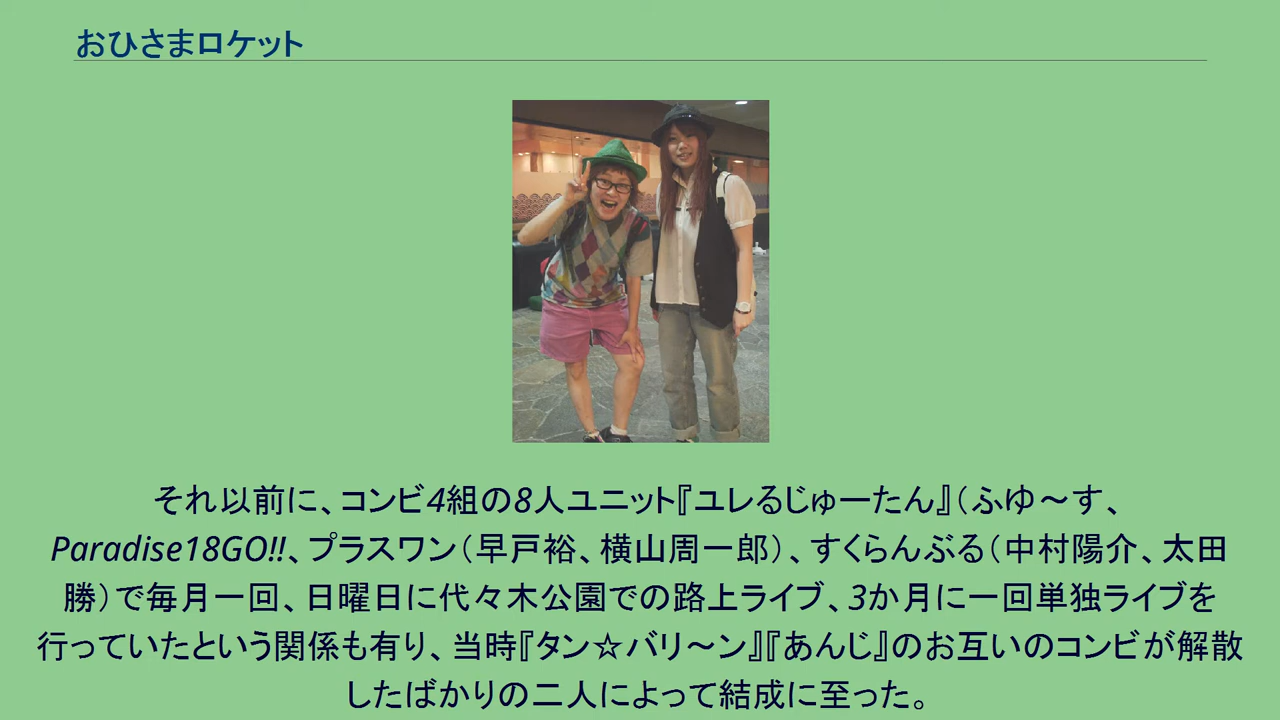 おひさまロケット
それ以前に、コンビ4組の8人ユニット『ユレるじゅーたん』（ふゆ〜す、
Paradise18GO!!、プラスワン（早戸裕、横山周一郎）、すくらんぶる（中村陽介、太田
勝）で毎月一回、日曜日に代々木公園での路上ライブ、3か月に一回単独ライブを
行っていたという関係も有り、当時『タン☆バリ〜ン』『あんじ』のお互いのコンビが解散
したばかりの二人によって結成に至った。